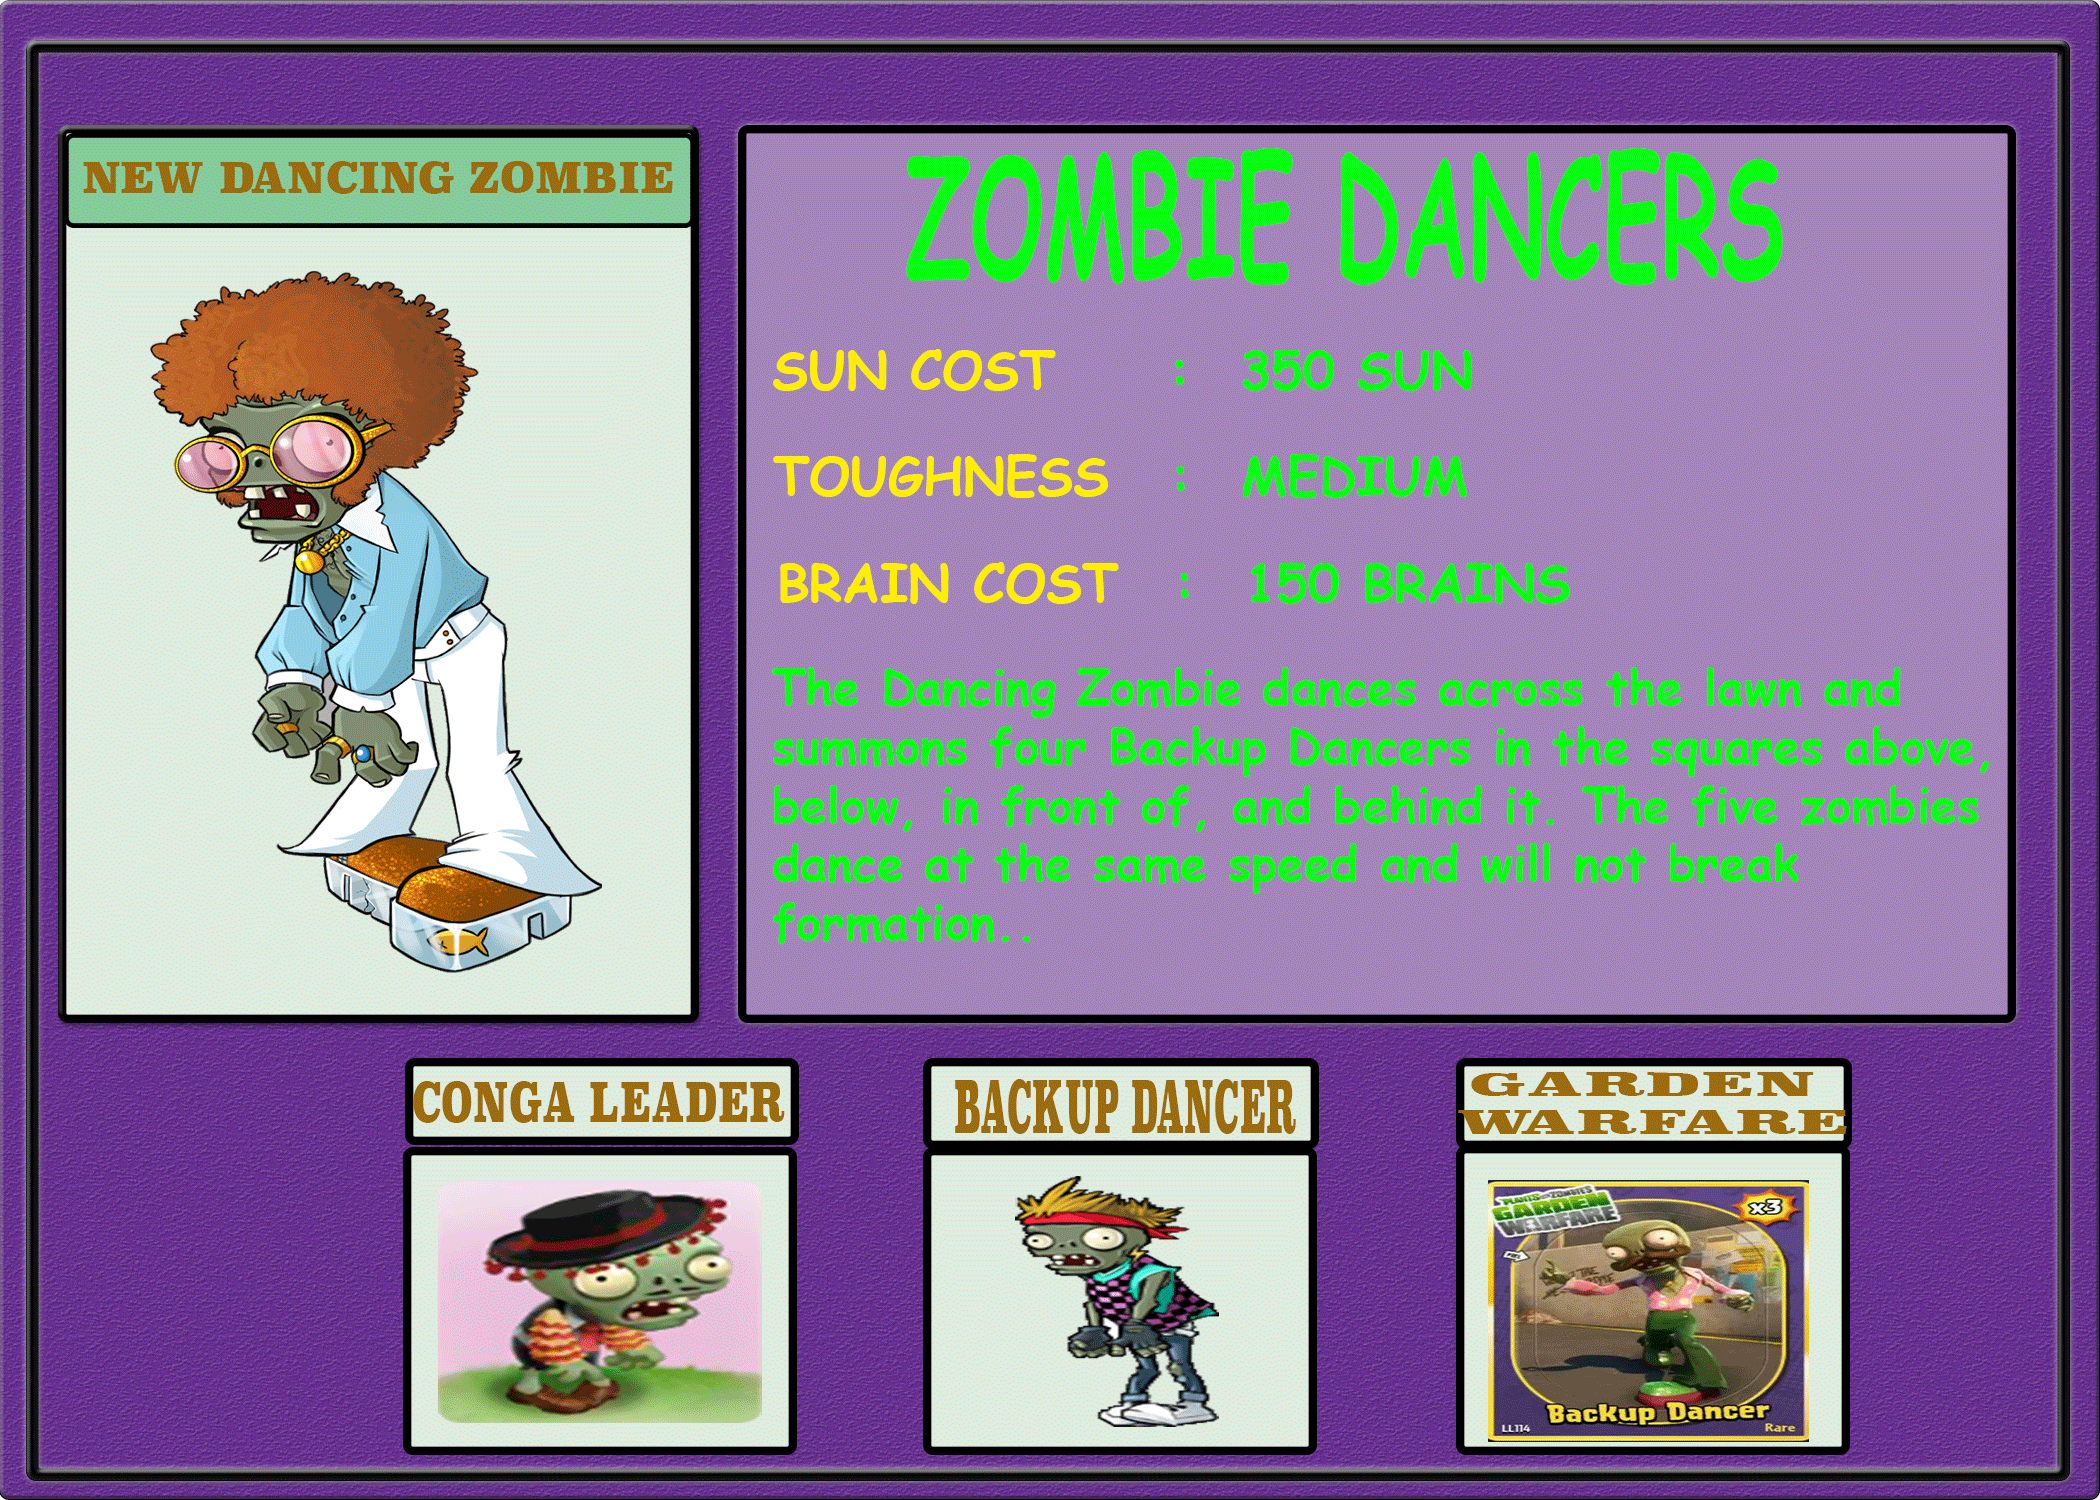 NEW DANCING ZOMBIE
ZOMBIE DANCERS
SUN COST : 350 SUN
TOUGHNESS : MEDIUM
BRAIN COST : 150 BRAINS
The Dancing Zombie dances across the lawn and
summons four Backup Dancers in the squares above,
below, in front of, and behind it. The five zombies
dance at the same speed and will not break
formation..
CONGA LEADER
BACKUP DANCER
GARDEN
WARFARE
PLANTS VS ZOMBIES
GARDEN
WARFARE
x3
Backup Dancer
LL114
Rare